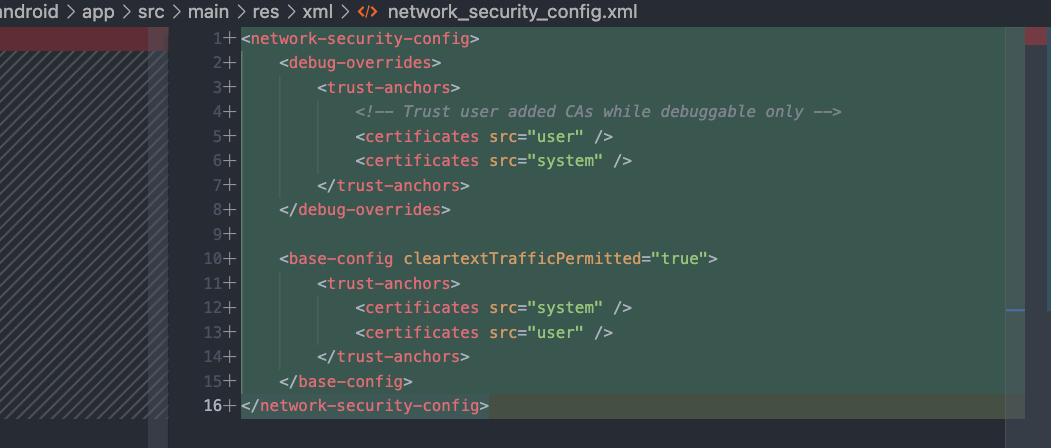 android > app > src > main > res > xml > </> network_security_config.xml
1+ <network-security-config>
2+     <debug-overrides>
3+         <trust-anchors>
4+             <!-- Trust user added CAs while debuggable only -->
5+             <certificates src="user" />
6+             <certificates src="system" />
7+         </trust-anchors>
8+     </debug-overrides>
9+
10+     <base-config cleartextTrafficPermitted="true">
11+         <trust-anchors>
12+             <certificates src="system" />
13+             <certificates src="user" />
14+         </trust-anchors>
15+     </base-config>
16+ </network-security-config>